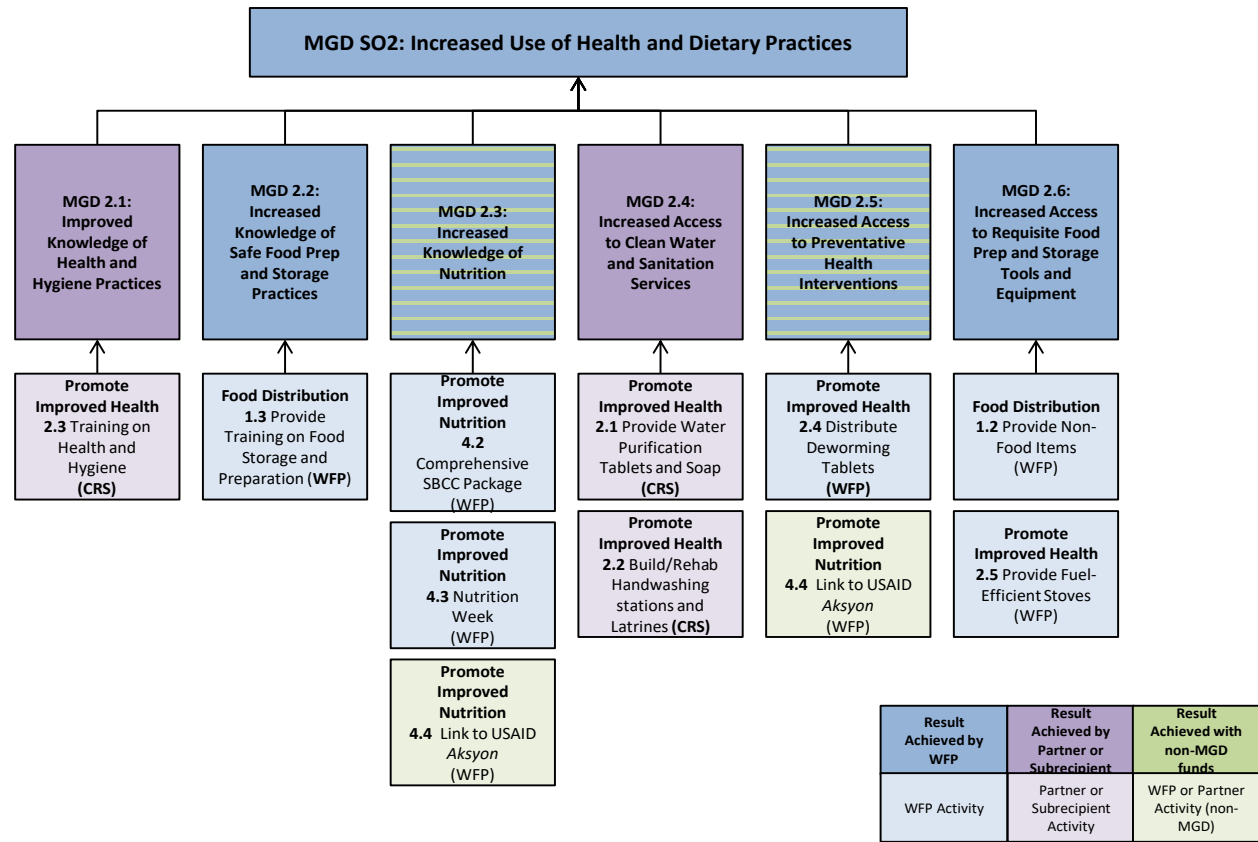 MGD SO2: Increased Use of Health and Dietary Practices
MGD 2.1:
Improved
Knowledge of
Health and
Hygiene Practices
MGD 2.2:
Increased
Knowledge of
Safe Food Prep
and Storage
Practices
MGD 2.3:
Increased
Knowledge of
Nutrition
MGD 2.4:
Increased Access
to Clean Water
and Sanitation
Services
MGD 2.5:
Increased Access
to Preventative
Health
Interventions
MGD 2.6:
Increased Access
to Requisite Food
Prep and Storage
Tools and
Equipment
Promote
Improved Health
2.3 Training on
Health and
Hygiene
(CRS)
Food Distribution
1.3 Provide
Training on Food
Storage and
Preparation (WFP)
Promote
Improved
Nutrition
4.2
Comprehensive
SBCC Package
(WFP)
Promote
Improved Health
2.1 Provide Water
Purification
Tablets and Soap
(CRS)
Promote
Improved Health
2.4 Distribute
Deworming
Tablets
(WFP)
Food Distribution
1.2 Provide Non-
Food Items
(WFP)
Promote
Improved
Nutrition
4.3 Nutrition
Week
(WFP)
Promote
Improved Health
2.2 Build/Rehab
Handwashing
stations and
Latrines (CRS)
Promote
Improved
Nutrition
4.4 Link to USAID
Aksyon
(WFP)
Promote
Improved Health
2.5 Provide Fuel-
Efficient Stoves
(WFP)
Promote
Improved
Nutrition
4.4 Link to USAID
Aksyon
(WFP)
Result
Achieved by
WFP
Result
Achieved by
Partner or
Subrecipient
Result
Achieved with
non-MGD
funds
WFP Activity
Partner or
Subrecipient
Activity
WFP or Partner
Activity (non-
MGD)